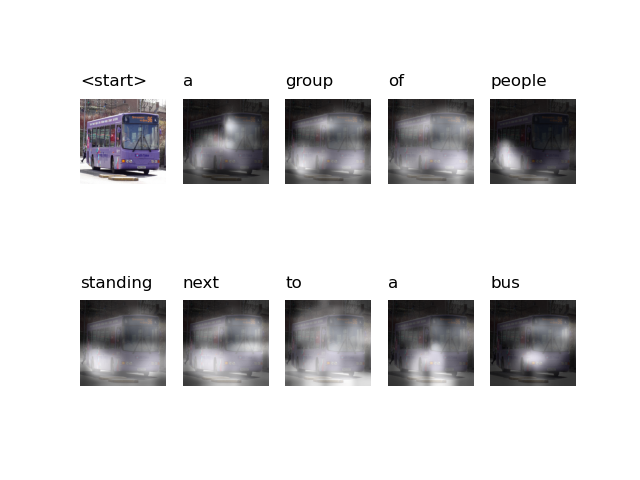 <start> a group of people
standing next to a bus